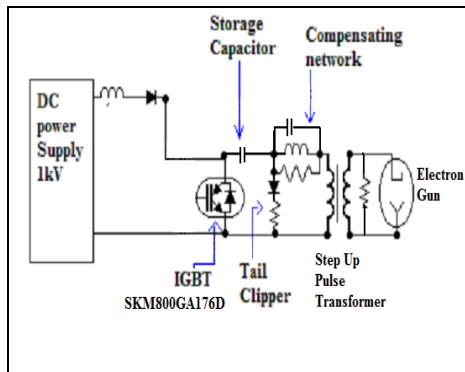 Storage
Capacitor
Compensating
network
DC
power
Supply
1kV
Electron
Gun
IGBT
SKM800GA176D
Tail
Clipper
Step Up
Pulse
Transformer